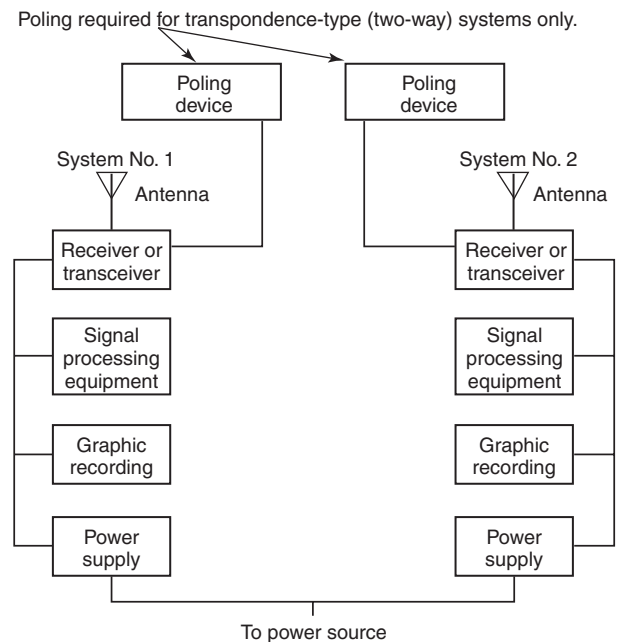 Poling required for transpondence-type (two-way) systems only.
Poling
device
Poling
device
System No. 1
Antenna
System No. 2
Antenna
Receiver or
transceiver
Receiver or
transceiver
Signal
processing
equipment
Signal
processing
equipment
Graphic
recording
Graphic
recording
Power
supply
Power
supply
To power source